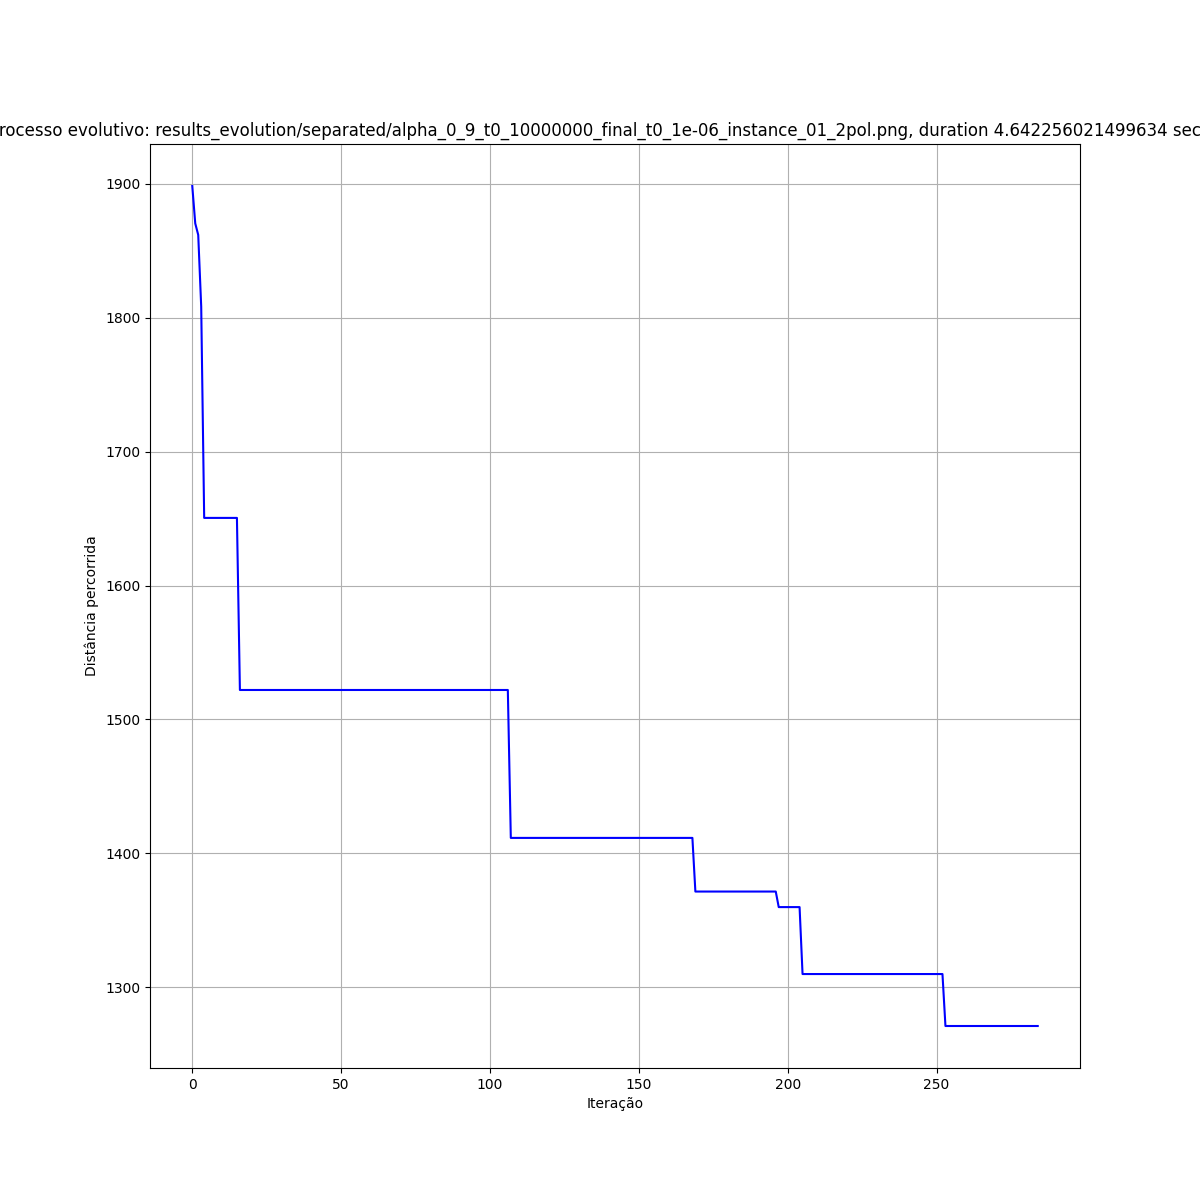 rocesso evolutivo: results_evolution/separated/alpha_0_9_t0_10000000_final_t0_1e-06_instance_01_2pol.png, duration 4.642256021499634 sec
1900
1800
1700
1600
1500
1400
1300
Distância percorrida
0 50 100 150 200 250
Iteração